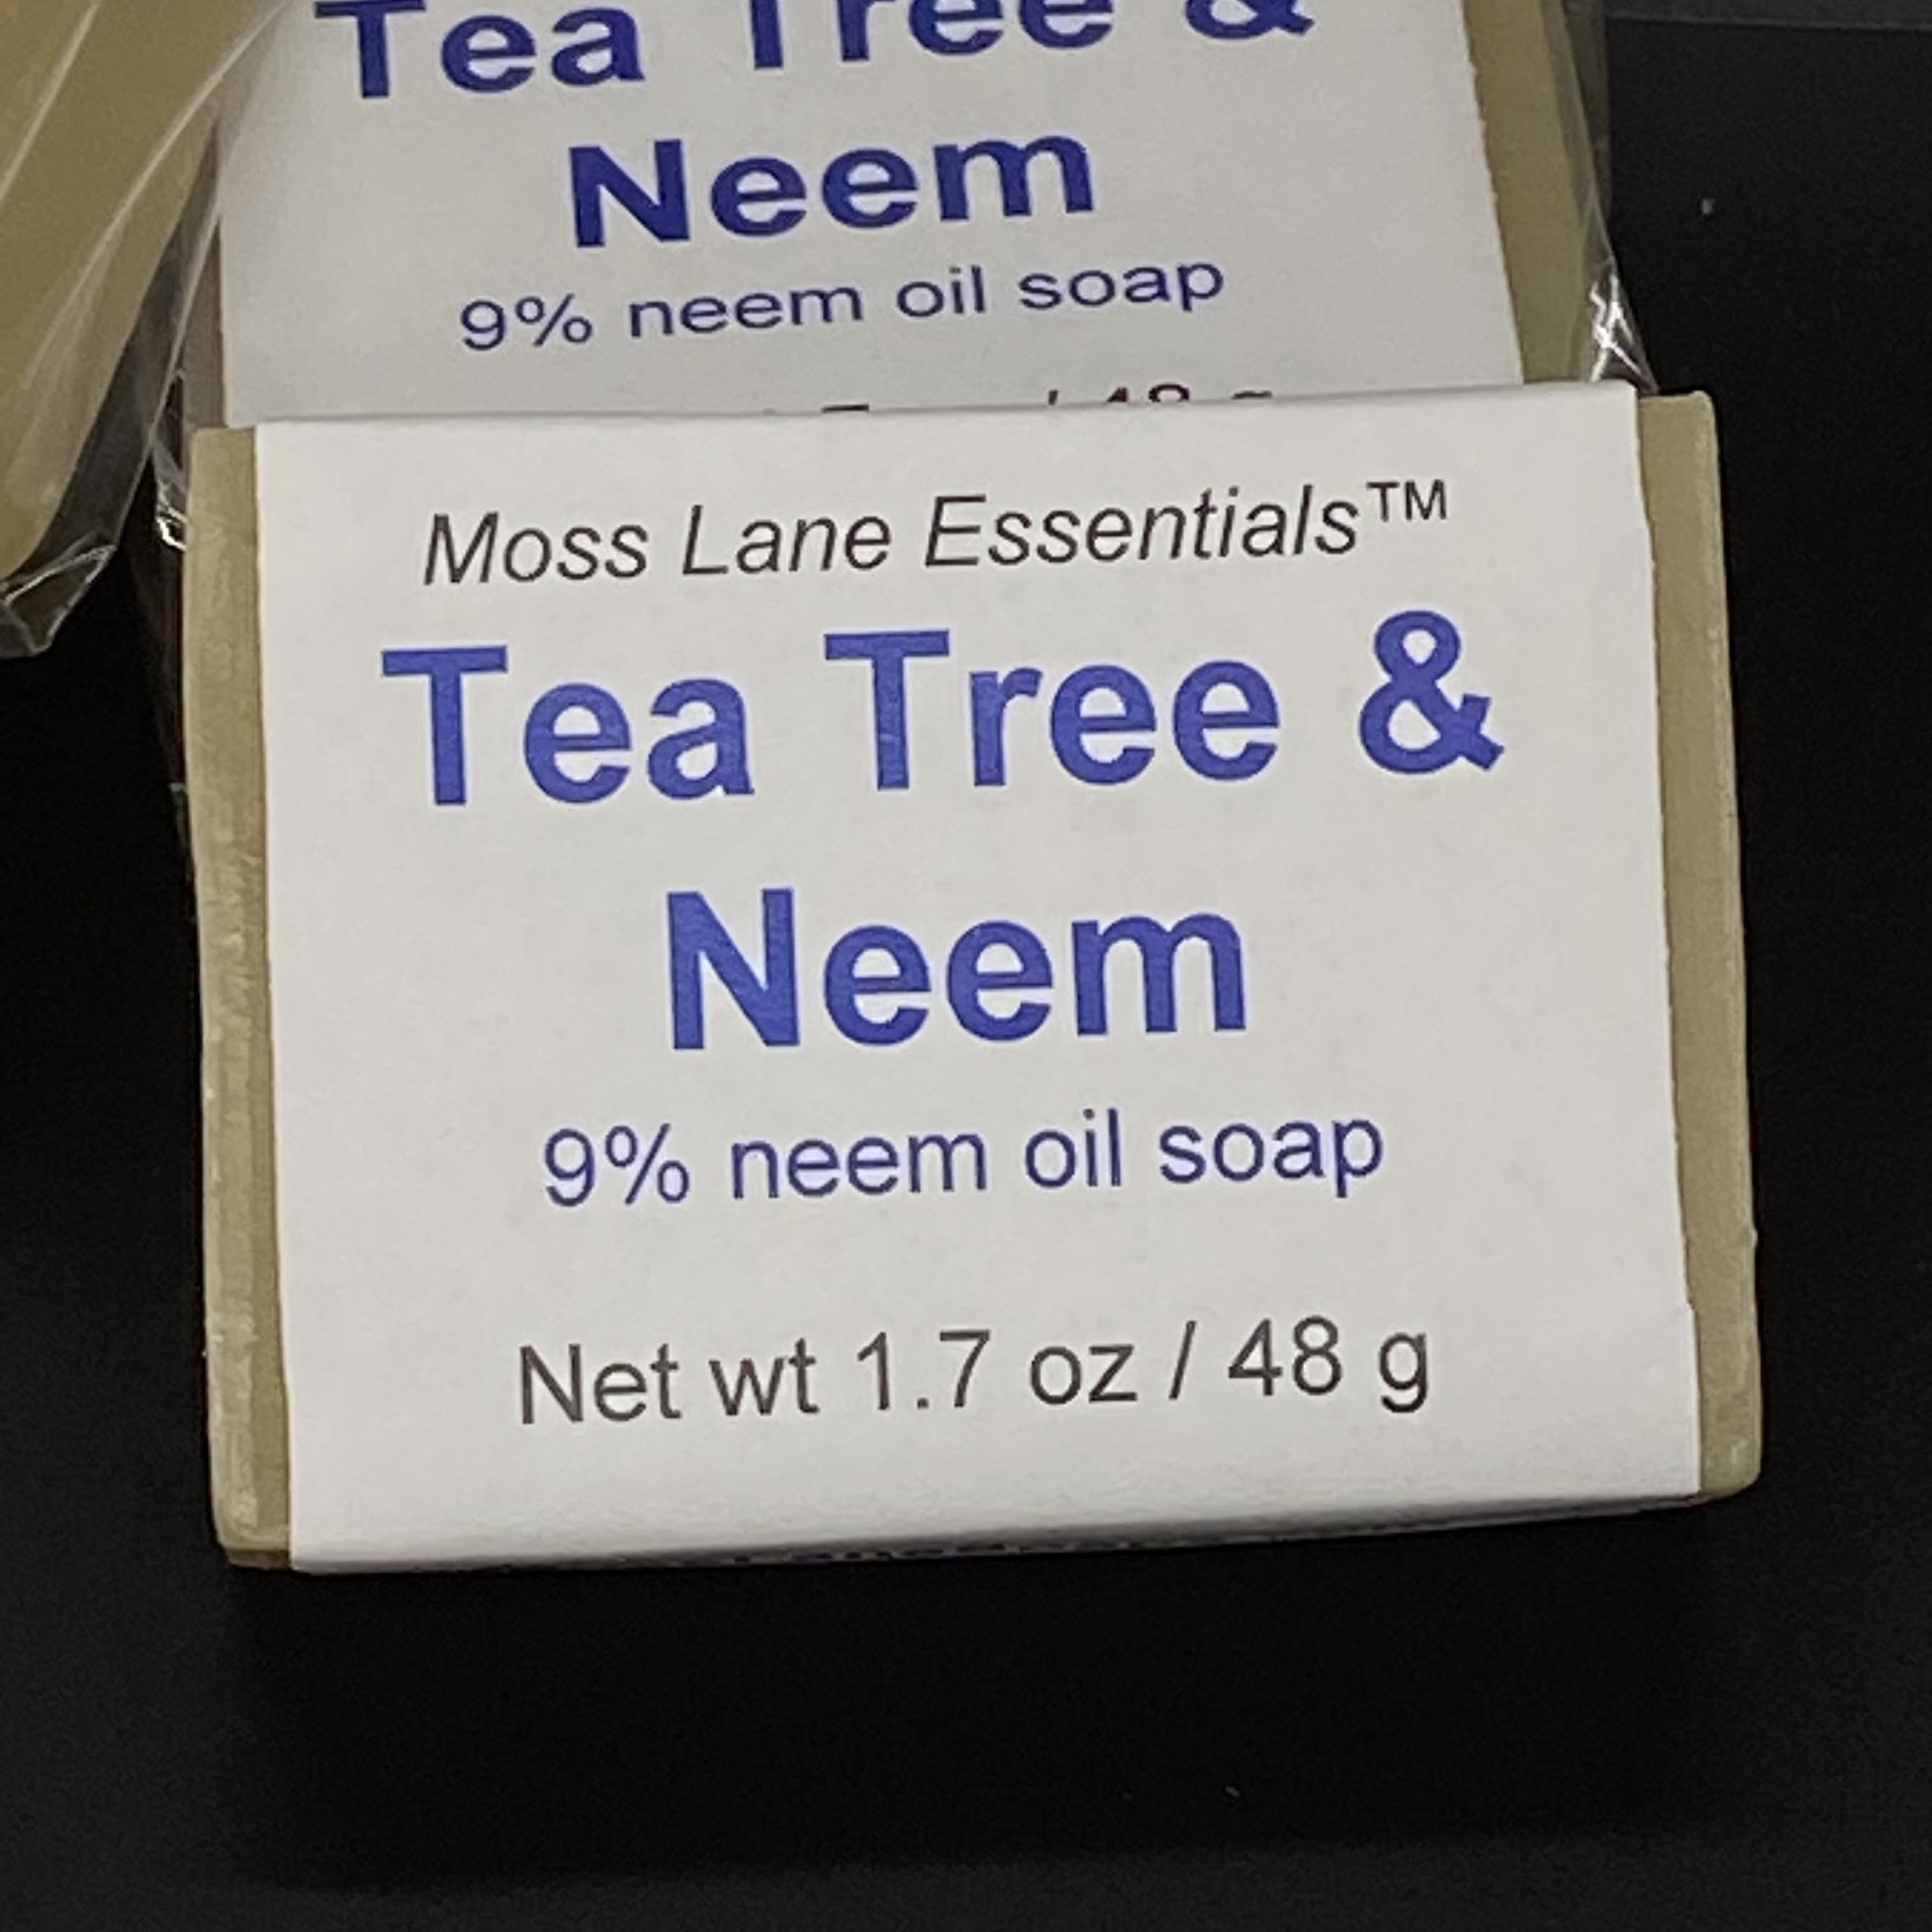 Tea Tree &
Neem
9% neem oil soap
/ 48 g
Moss Lane Essentials™
Tea Tree &
Neem
9% neem oil soap
Net wt 1.7 oz / 48 g